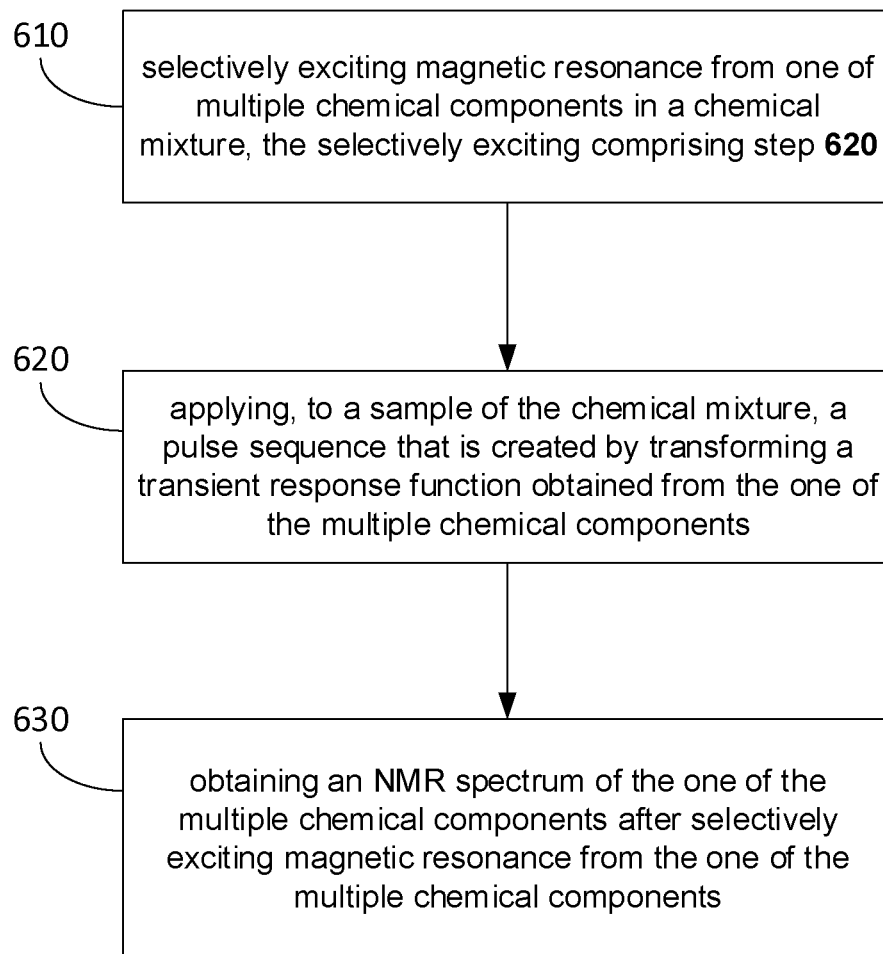 610
selectively exciting magnetic resonance from one of
multiple chemical components in a chemical
mixture, the selectively exciting comprising step 620
620
applying, to a sample of the chemical mixture, a
pulse sequence that is created by transforming a
transient response function obtained from the one of
the multiple chemical components
630
obtaining an NMR spectrum of the one of the
multiple chemical components after selectively
exciting magnetic resonance from the one of the
multiple chemical components